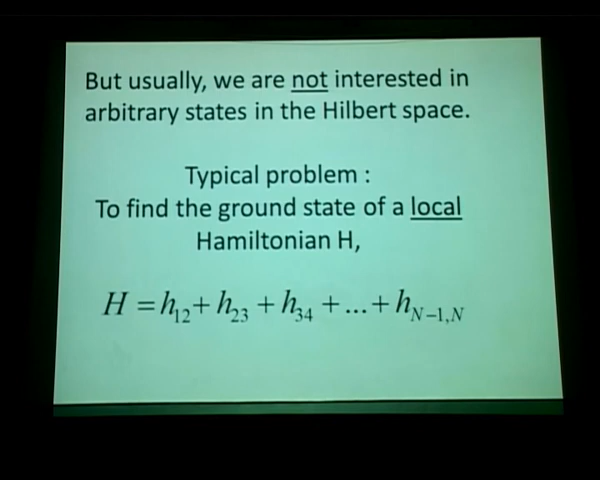 But usually, we are not interested in
arbitrary states in the Hilbert space.
Typical problem :
To find the ground state of a local
Hamiltonian H,
H = h₁₂ + h₂₃ + h₃₄ + ... + h_{N−1,N}